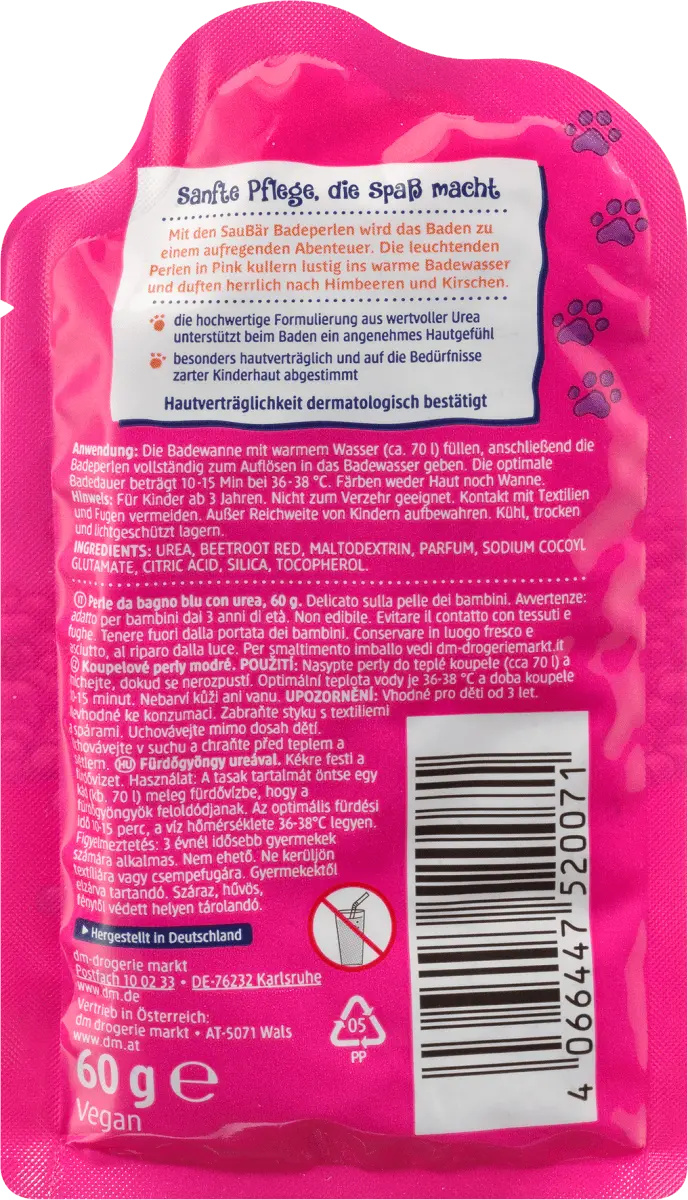 Sanfte Pflege, die Spaß macht
Mit den SauBär Badeperlen wird das Baden zu
einem aufregenden Abenteuer. Die leuchtenden
Perlen in Pink kullern lustig ins warme Badewasser
und duften herrlich nach Himbeeren und Kirschen.
die hochwertige Formulierung aus wertvoller Urea
unterstützt beim Baden ein angenehmes Hautgefühl
besonders hautverträglich und auf die Bedürfnisse
zarter Kinderhaut abgestimmt
Hautverträglichkeit dermatologisch bestätigt
Anwendung: Die Badewanne mit warmem Wasser (ca. 70 l) füllen, anschließend die
Badeperlen vollständig zum Auflösen in das Badewasser geben. Die optimale
Badedauer beträgt 10-15 Min bei 36-38 °C. Färben weder Haut noch Wanne.
Hinweis: Für Kinder ab 3 Jahren. Nicht zum Verzehr geeignet. Kontakt mit Textilien
und Fugen vermeiden. Außer Reichweite von Kindern aufbewahren. Kühl, trocken
und lichtgeschützt lagern.
INGREDIENTS: UREA, BEETROOT RED, MALTODEXTRIN, PARFUM, SODIUM COCOYL
GLUTAMATE, CITRIC ACID, SILICA, TOCOPHEROL.
IT Perle da bagno blu con urea, 60 g. Delicato sulla pelle dei bambini. Avvertenze:
adatto per bambini dai 3 anni di età. Non edibile. Evitare il contatto con tessuti e
fughe. Tenere fuori dalla portata dei bambini. Conservare in luogo fresco e
asciutto, al riparo dalla luce. Per smaltimento imballo vedi dm-drogeriemarkt.it
Koupelové perly modré. POUŽITÍ: Nasypte perly do teplé koupele (cca 70 l) a
míchejte, dokud se nerozpustí. Optimální teplota vody je 36-38 °C a doba koupele
10-15 minut. Nebarví kůži ani vanu. UPOZORNĚNÍ: Vhodné pro děti od 3 let.
Nevhodné ke konzumaci. Zabraňte styku s textiliemi
a spárami. Uchovávejte mimo dosah dětí.
Uchovávejte v suchu a chraňte před teplem a
světlem. HU Fürdőgyöngy ureával. Kékre festi a
fürdővizet. Használat: A tasak tartalmát öntse egy
kád (kb. 70 l) meleg fürdővízbe, hogy a
fürdőgyöngyök feloldódjanak. Az optimális fürdési
idő 10-15 perc, a víz hőmérséklete 36-38°C legyen.
Figyelmeztetés: 3 évnél idősebb gyermekek
számára alkalmas. Nem ehető. Ne kerüljön
textíliára vagy csempefugára. Gyermekektől
elzárva tartandó. Száraz, hűvös,
fénytől védett helyen tárolandó.
Hergestellt in Deutschland
dm-drogerie markt
Postfach 10 02 33 • DE-76232 Karlsruhe
www.dm.de
Vertrieb in Österreich:
dm drogerie markt • AT-5071 Wals
www.dm.at
60 g ℮
Vegan
05
PP
4 066447 520071